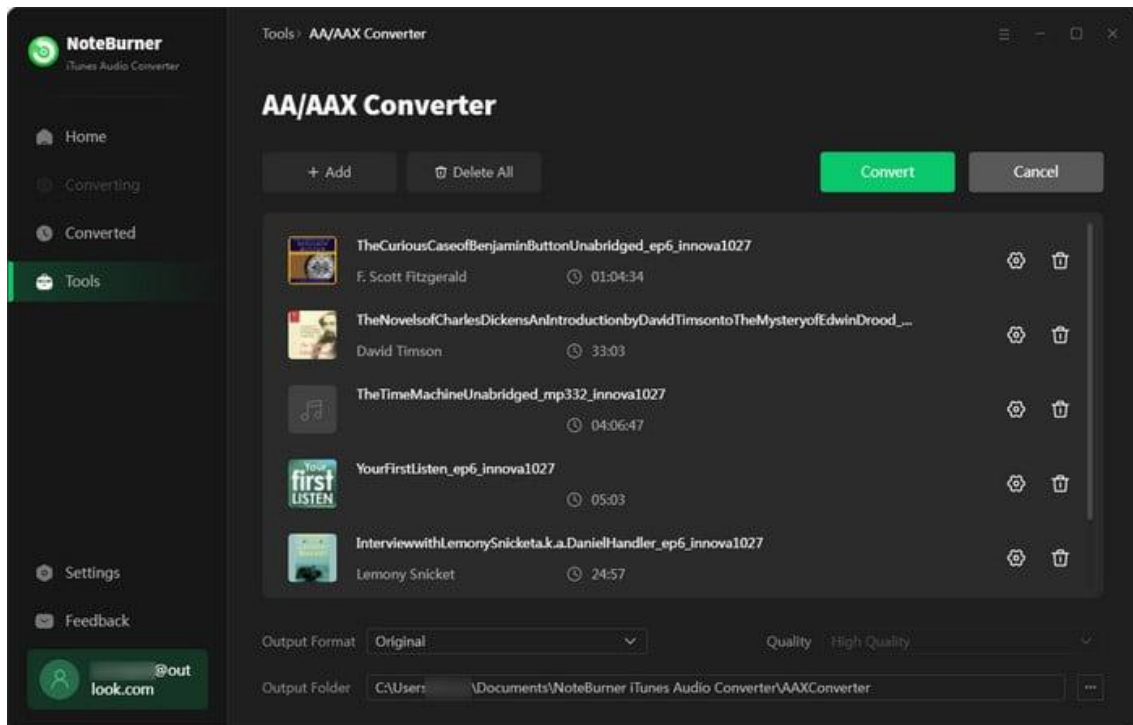 NoteBurner
iTunes Audio Converter
Home
Converting
Converted
Tools
Settings
Feedback
@out
look.com
Tools › AA/AAX Converter
AA/AAX Converter
+ Add
Delete All
Convert
Cancel
TheCuriousCaseofBenjaminButtonUnabridged_ep6_innova1027
F. Scott Fitzgerald 01:04:34
TheNovelsofCharlesDickensAnIntroductionbyDavidTimsontoTheMysteryofEdwinDrood_...
David Timson 33:03
TheTimeMachineUnabridged_mp332_innova1027
04:06:47
Your
first
LISTEN
YourFirstListen_ep6_innova1027
05:03
InterviewwithLemonySnicketa.k.a.DanielHandler_ep6_innova1027
Lemony Snicket 24:57
Output Format Original
Quality High Quality
Output Folder C:\Users \Documents\NoteBurner iTunes Audio Converter\AAXConverter
...